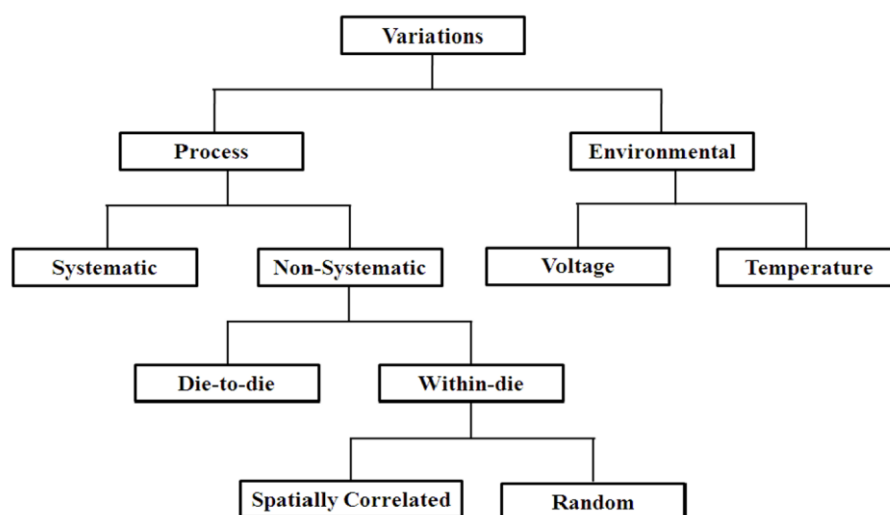 Variations
Process
Environmental
Systematic
Non-Systematic
Voltage
Temperature
Die-to-die
Within-die
Spatially Correlated
Random